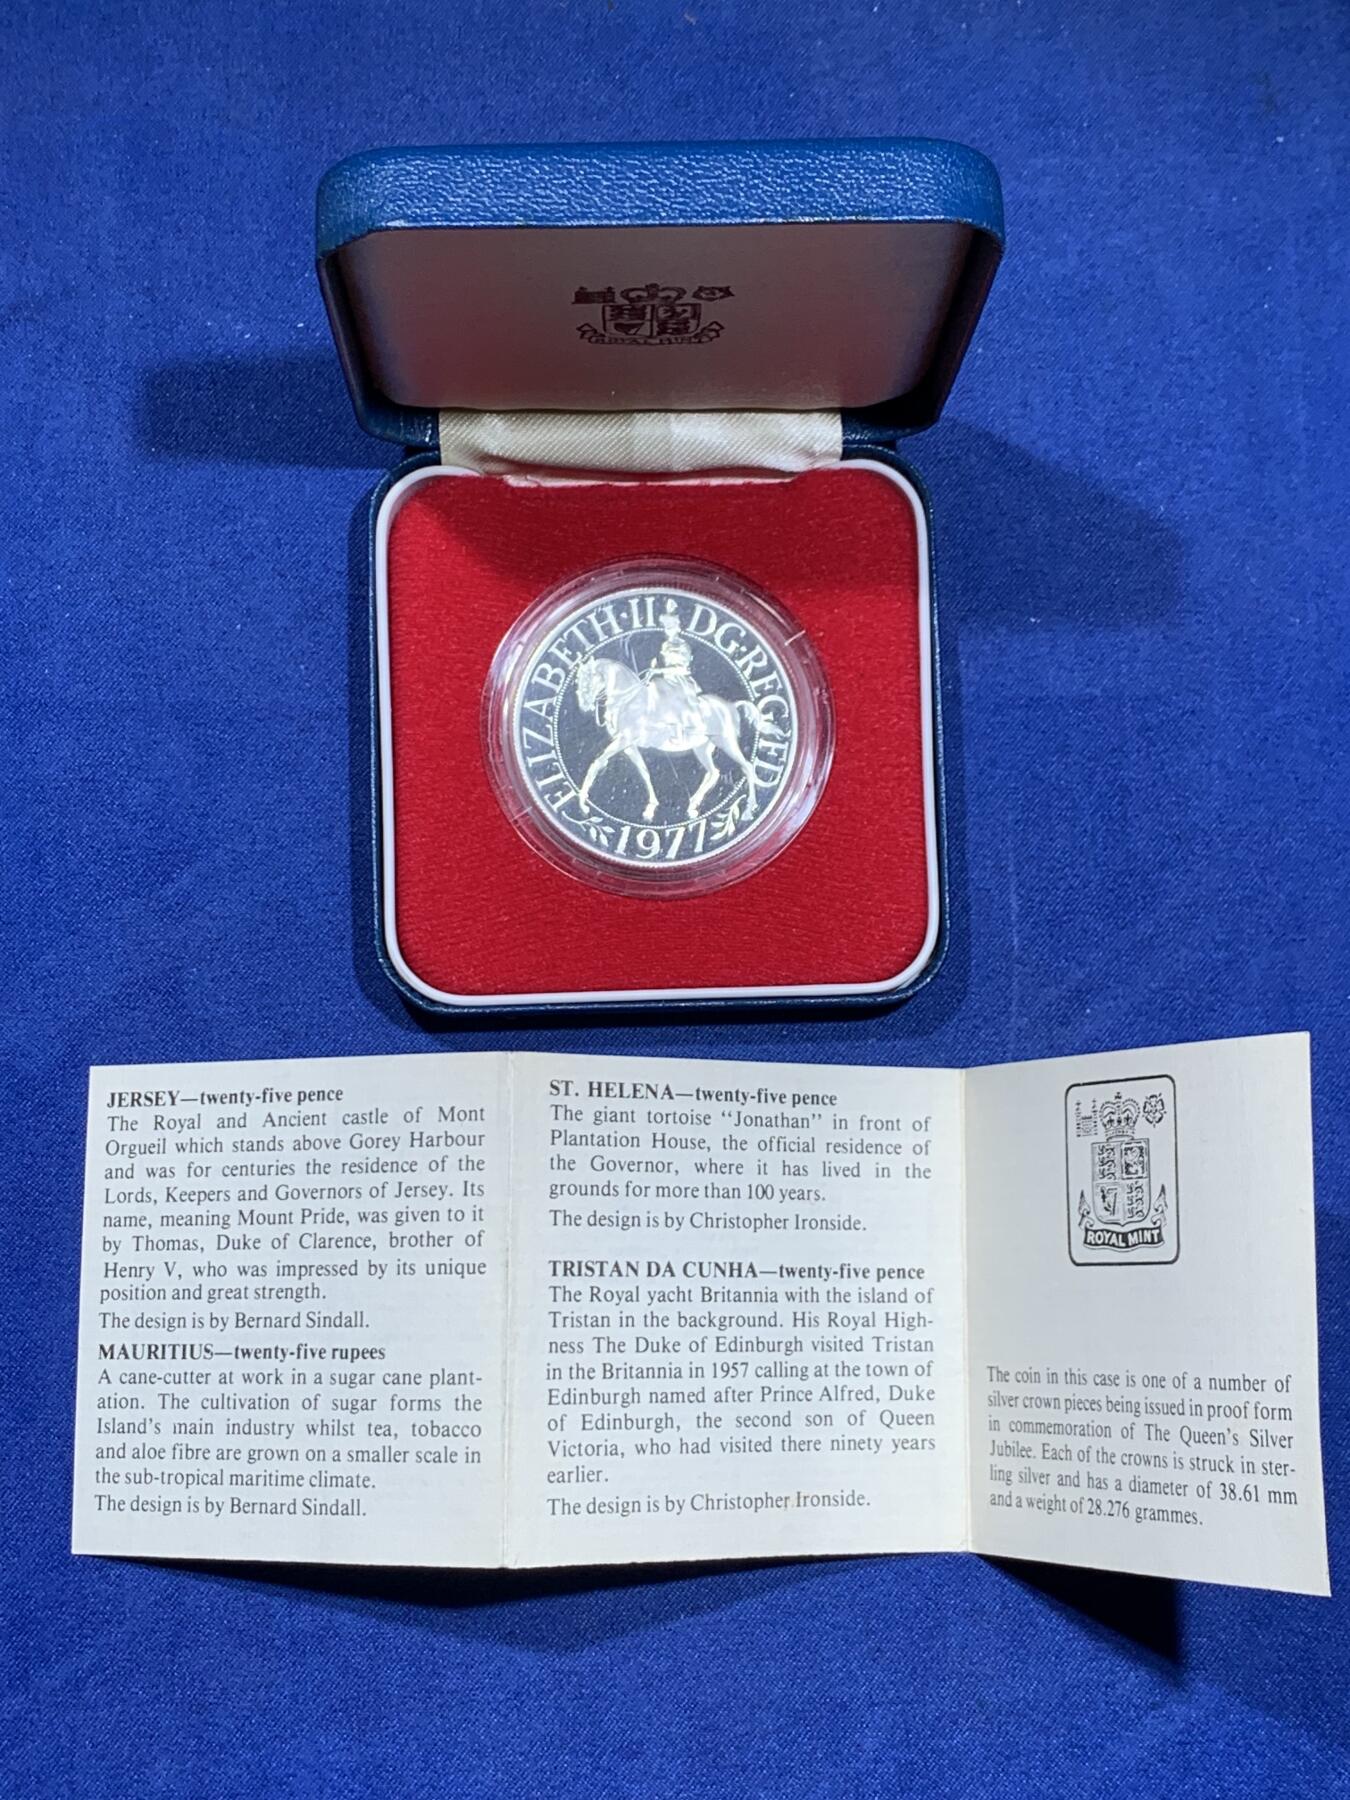 ROYAL MINT
ELIZABETH·II DG·REG FD
1977
JERSEY—twenty-five pence
The Royal and Ancient castle of Mont
Orgueil which stands above Gorey Harbour
and was for centuries the residence of the
Lords, Keepers and Governors of Jersey. Its
name, meaning Mount Pride, was given to it
by Thomas, Duke of Clarence, brother of
Henry V, who was impressed by its unique
position and great strength.
The design is by Bernard Sindall.
MAURITIUS—twenty-five rupees
A cane-cutter at work in a sugar cane plant-
ation. The cultivation of sugar forms the
Island's main industry whilst tea, tobacco
and aloe fibre are grown on a smaller scale in
the sub-tropical maritime climate.
The design is by Bernard Sindall.
ST. HELENA—twenty-five pence
The giant tortoise “Jonathan” in front of
Plantation House, the official residence of
the Governor, where it has lived in the
grounds for more than 100 years.
The design is by Christopher Ironside.
TRISTAN DA CUNHA—twenty-five pence
The Royal yacht Britannia with the island of
Tristan in the background. His Royal High-
ness The Duke of Edinburgh visited Tristan
in the Britannia in 1957 calling at the town of
Edinburgh named after Prince Alfred, Duke
of Edinburgh, the second son of Queen
Victoria, who had visited there ninety years
earlier.
The design is by Christopher Ironside.
ROYAL MINT
The coin in this case is one of a number of
silver crown pieces being issued in proof form
in commemoration of The Queen's Silver
Jubilee. Each of the crowns is struck in ster-
ling silver and has a diameter of 38.61 mm
and a weight of 28.276 grammes.